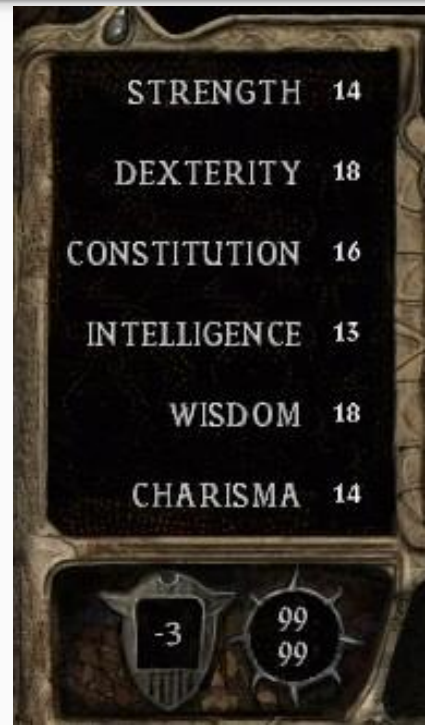 STRENGTH 14
DEXTERITY 18
CONSTITUTION 16
INTELLIGENCE 13
WISDOM 18
CHARISMA 14
-3
99
99